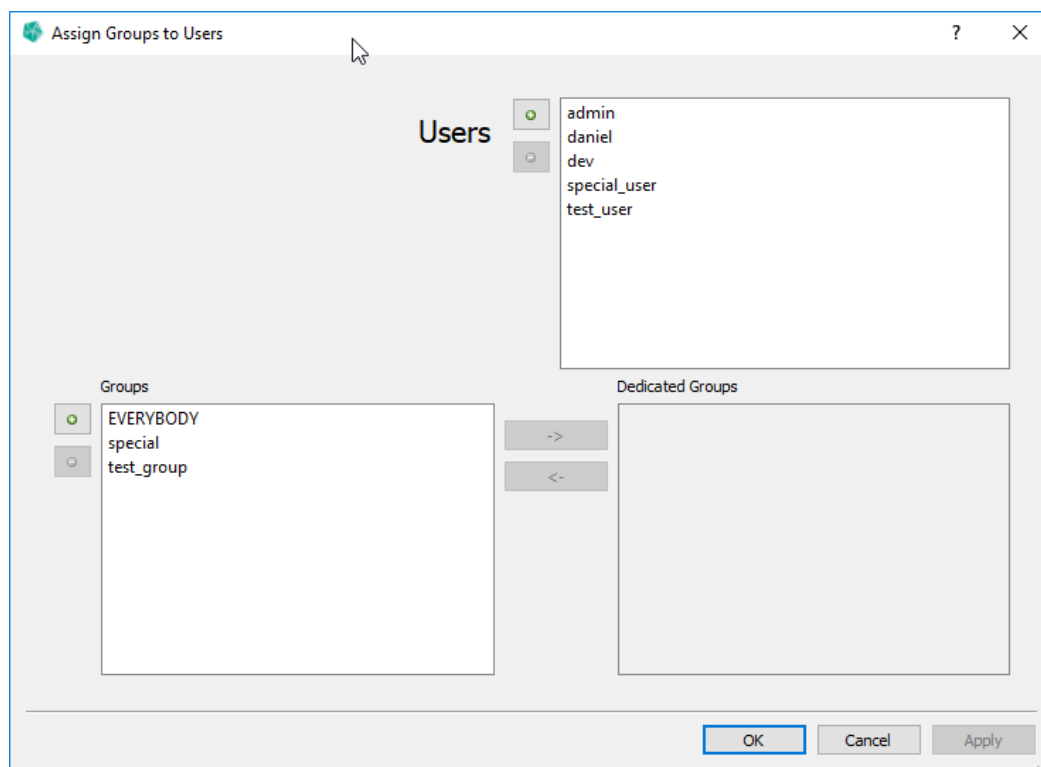 Assign Groups to Users
?
Users
admin
daniel
dev
special_user
test_user
Groups
EVERYBODY
special
test_group
->
<-
Dedicated Groups
OK
Cancel
Apply